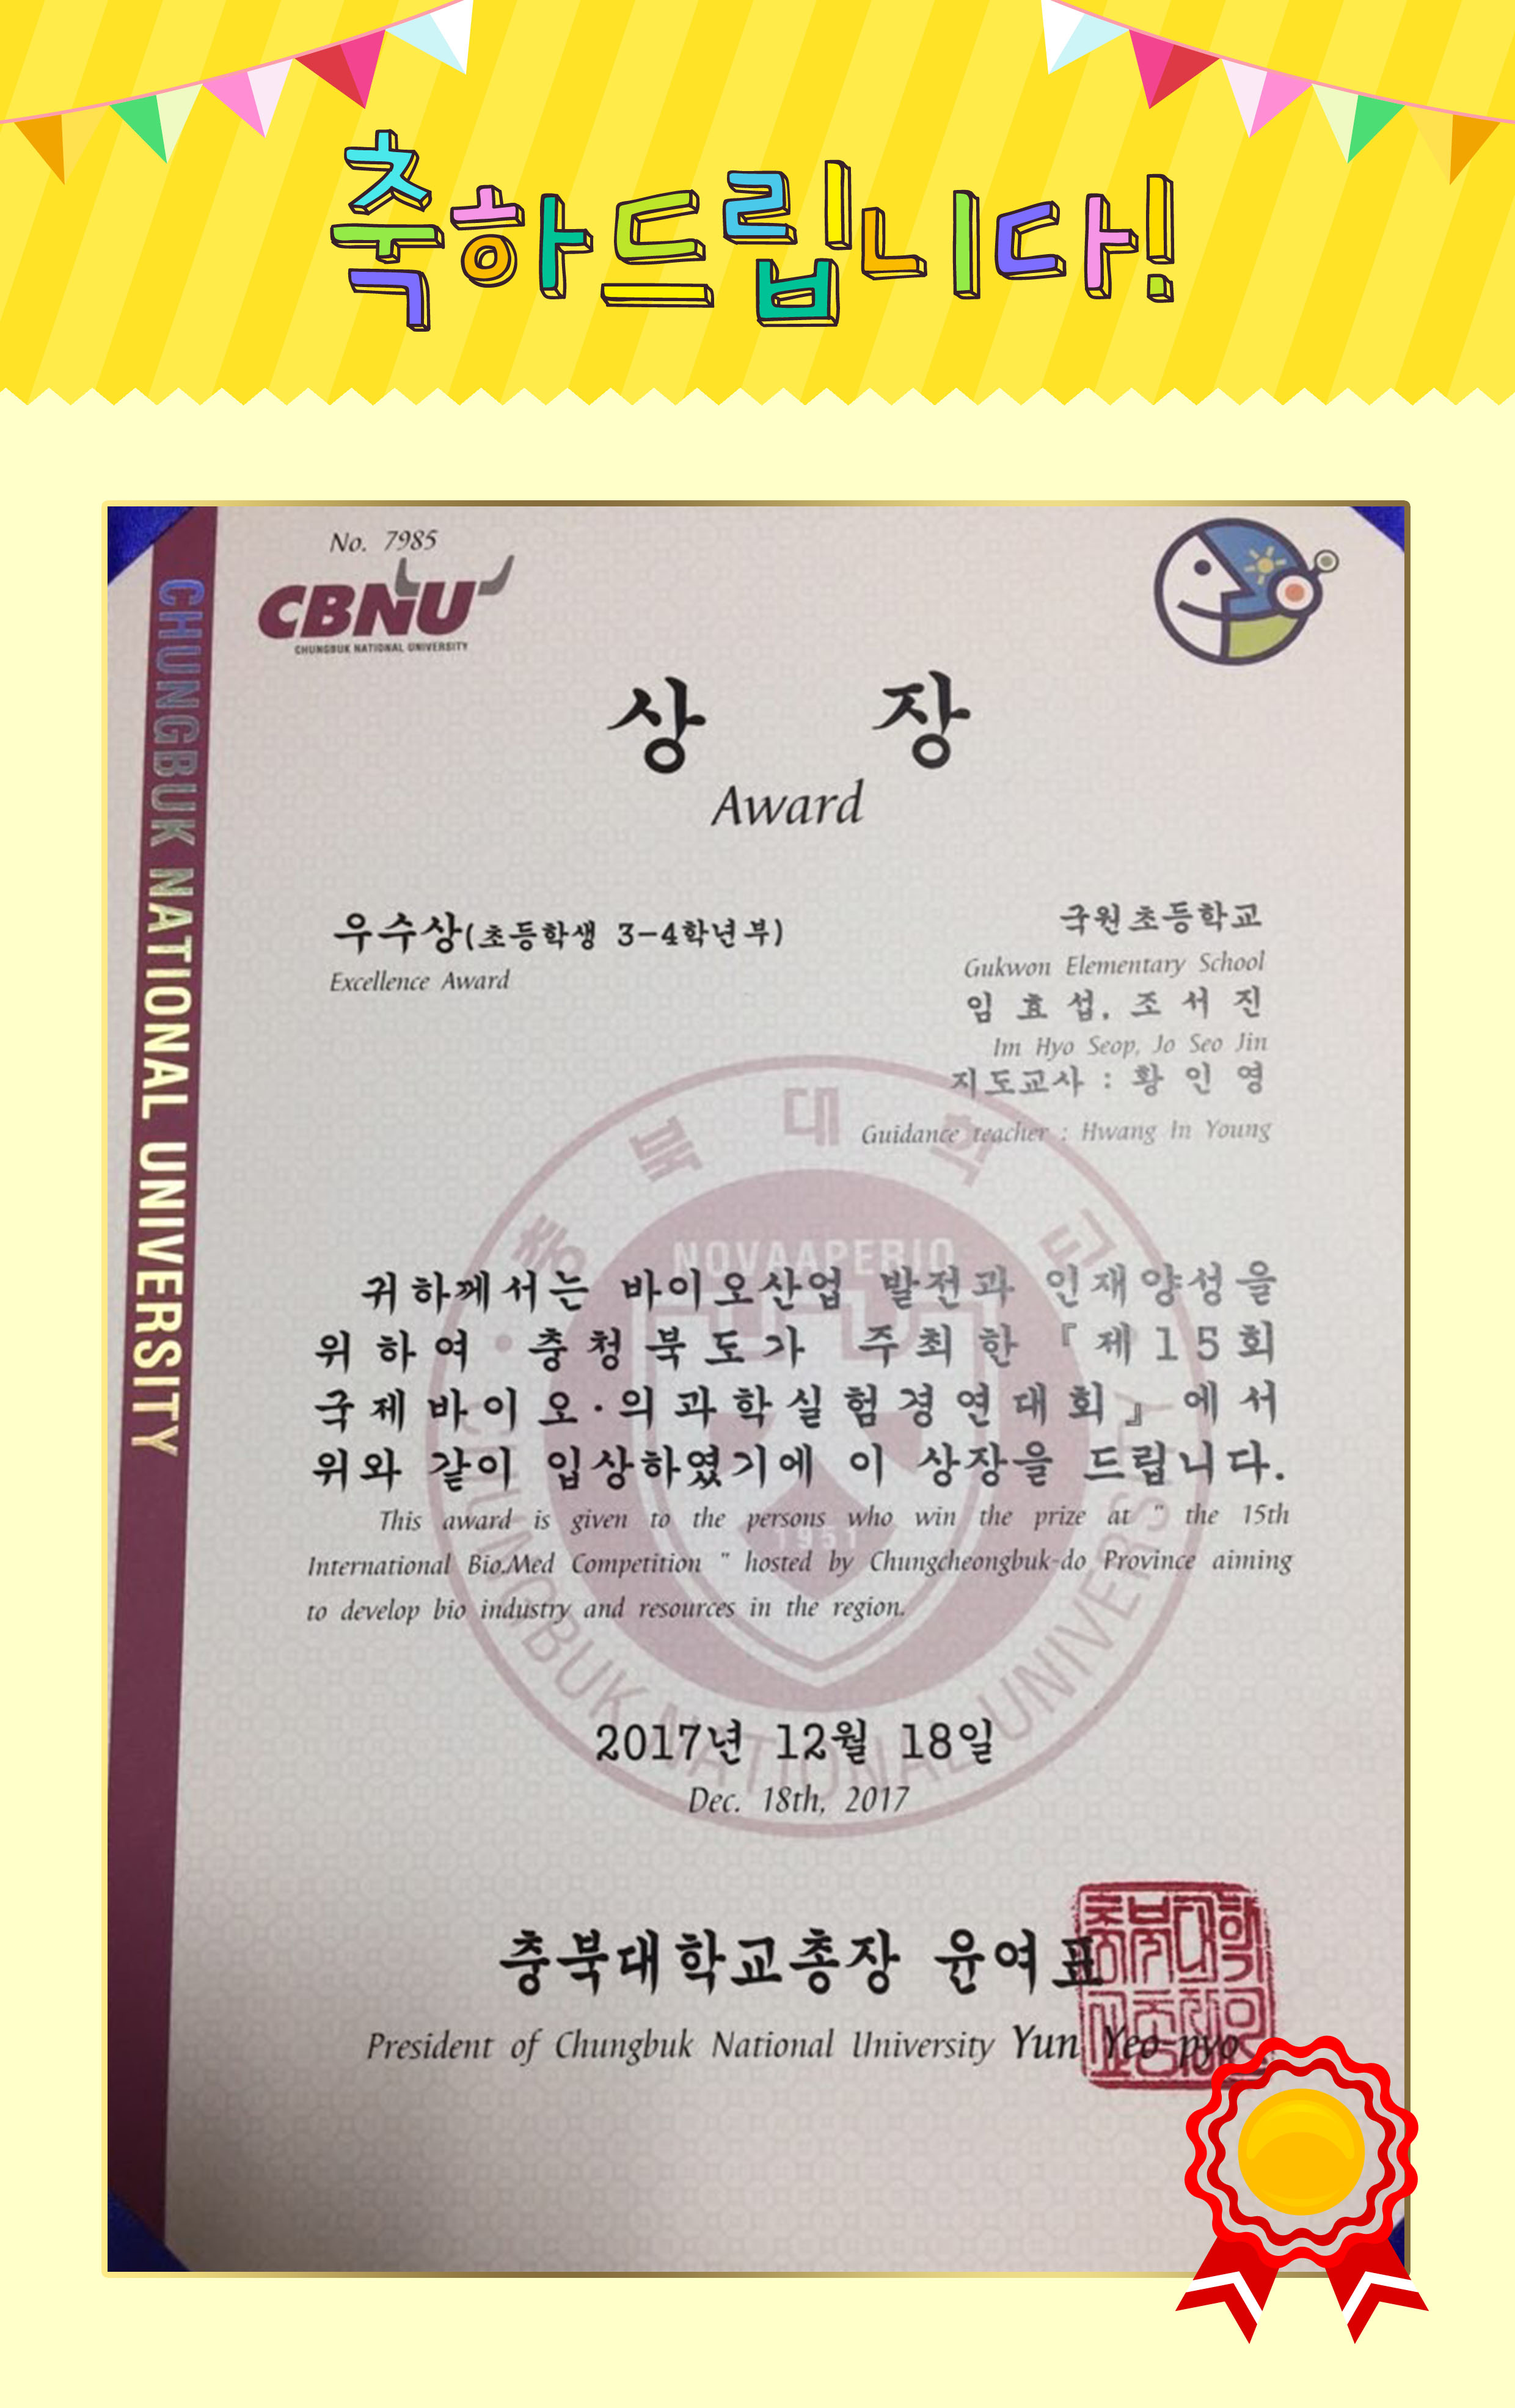 축하드립니다!
No. 7985
CBNU
CHUNGBUK NATIONAL UNIVERSITY
CHUNGBUK NATIONAL UNIVERSITY
상 장
Award
우수상(초등학생 3-4학년부)
Excellence Award
국원초등학교
Gukwon Elementary School
임 효 섭, 조 서 진
Im Hyo Seop, Jo Seo Jin
지도교사 : 황 인 영
Guidance teacher : Hwang In Young
충 북 대 학 교
NOVAAPERIO
귀하께서는 바이오산업 발전과 인재양성을
위하여 충청북도가 주최한 『제15회
국제바이오·의과학실험경연대회』에서
위와 같이 입상하였기에 이 상장을 드립니다.
This award is given to the persons who win the prize at " the 15th
International Bio.Med Competition " hosted by Chungcheongbuk-do Province aiming
to develop bio industry and resources in the region.
1951
CHUNGBUK NATIONAL UNIVERSITY
2017년 12월 18일
Dec. 18th, 2017
충북대학교총장 윤여표
President of Chungbuk National University Yun Yeo pyo